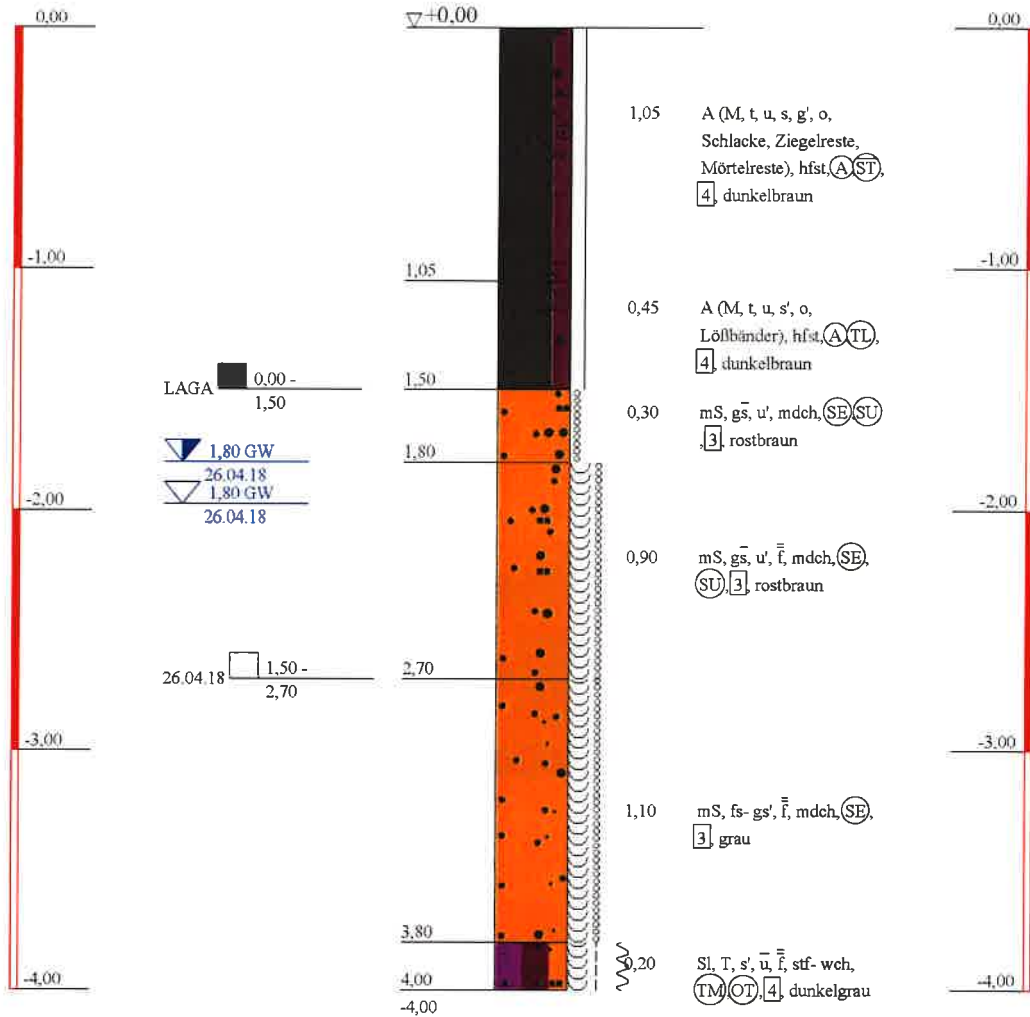 0,00
+0,00
0,00
1,05
A (M, t, u, s, g', o,
Schlacke, Ziegelreste,
Mörtelreste), hfst, A, ST̅,
4, dunkelbraun
-1,00
1,05
-1,00
0,45
A (M, t, u, s', o,
Lößbänder), hfst, A, TL,
4, dunkelbraun
LAGA 0,00 -
1,50
1,50
0,30
mS, gs̅, u', mdch, SE, SU
, 3, rostbraun
1,80 GW
26.04.18
1,80
1,80 GW
26.04.18
-2,00
-2,00
0,90
mS, gs̅, u', f̿, mdch, SE,
SU, 3, rostbraun
26.04.18 1,50 -
2,70
2,70
-3,00
-3,00
1,10
mS, fs- gs', f̿, mdch, SE,
3, grau
3,80
0,20
Sl, T, s', u̅, f̿, stf- wch,
TM, OT, 4, dunkelgrau
-4,00
4,00
-4,00
-4,00